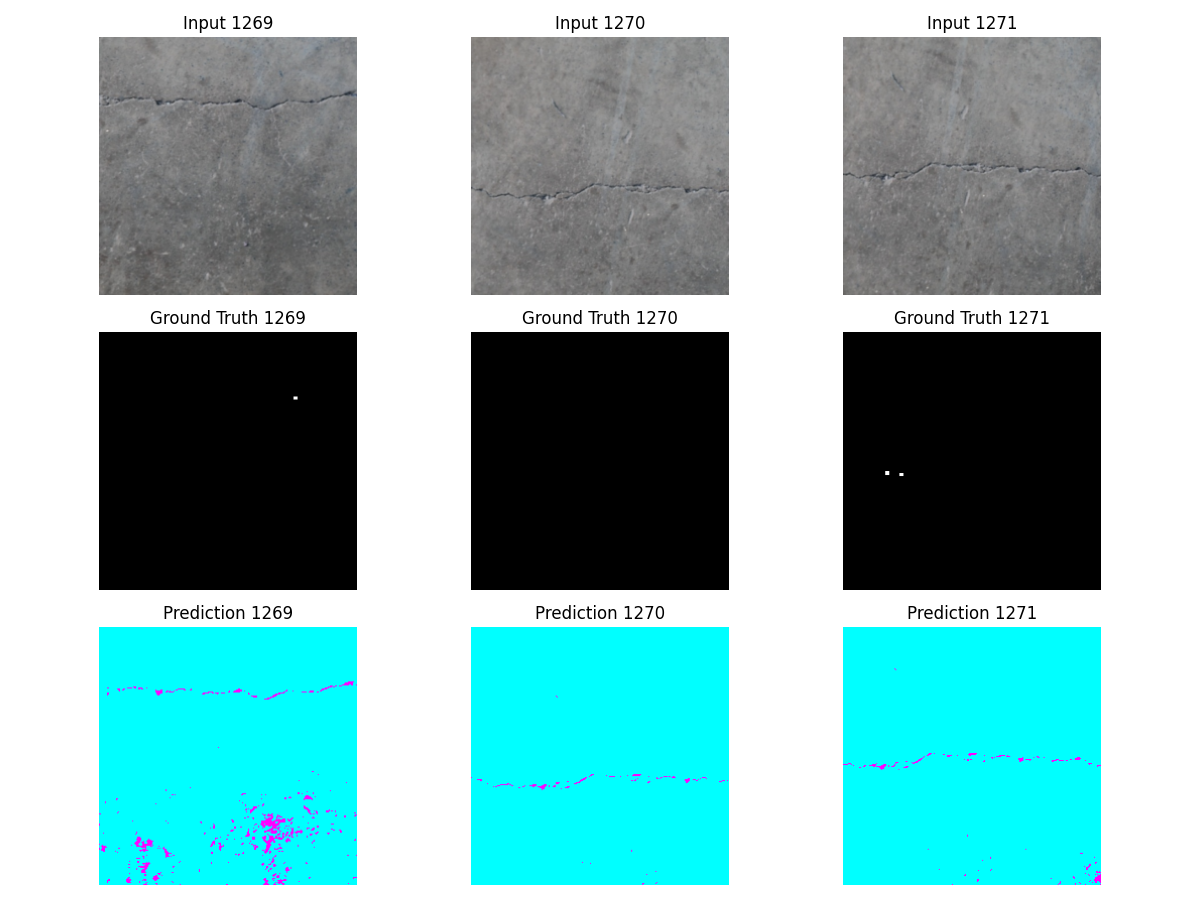 Input 1269
Input 1270
Input 1271
Ground Truth 1269
Ground Truth 1270
Ground Truth 1271
Prediction 1269
Prediction 1270
Prediction 1271